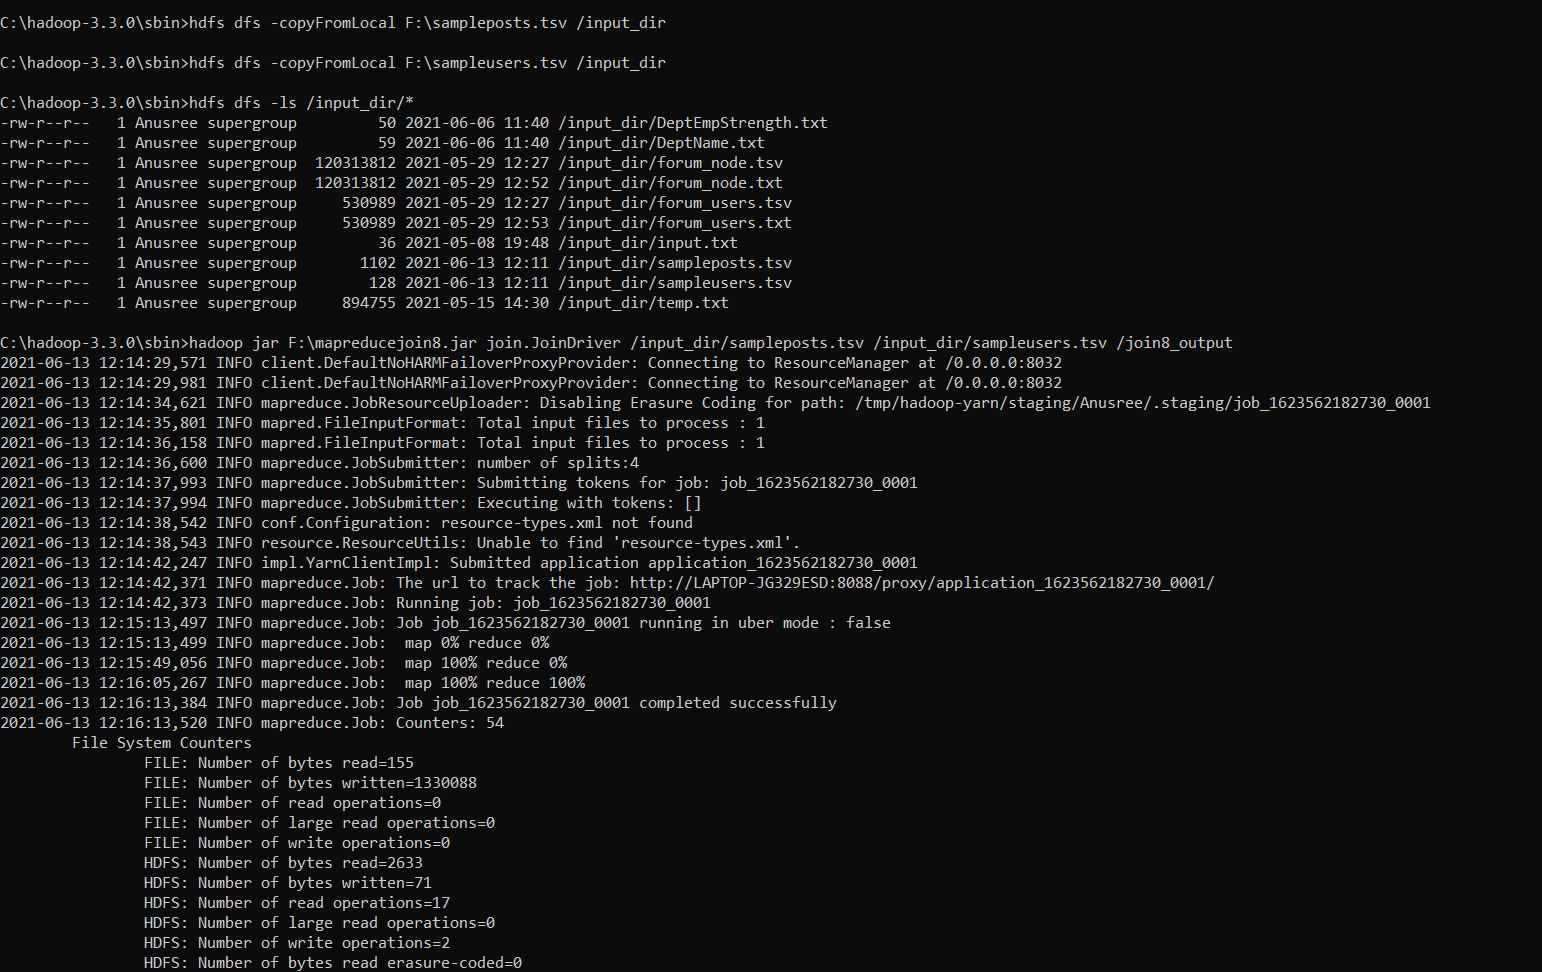 C:\hadoop-3.3.0\sbin>hdfs dfs -copyFromLocal F:\sampleposts.tsv /input_dir
C:\hadoop-3.3.0\sbin>hdfs dfs -copyFromLocal F:\sampleusers.tsv /input_dir
C:\hadoop-3.3.0\sbin>hdfs dfs -ls /input_dir/*
-rw-r--r--   1 Anusree supergroup         50 2021-06-06 11:40 /input_dir/DeptEmpStrength.txt
-rw-r--r--   1 Anusree supergroup         59 2021-06-06 11:40 /input_dir/DeptName.txt
-rw-r--r--   1 Anusree supergroup  120313812 2021-05-29 12:27 /input_dir/forum_node.tsv
-rw-r--r--   1 Anusree supergroup  120313812 2021-05-29 12:52 /input_dir/forum_node.txt
-rw-r--r--   1 Anusree supergroup     530989 2021-05-29 12:27 /input_dir/forum_users.tsv
-rw-r--r--   1 Anusree supergroup     530989 2021-05-29 12:53 /input_dir/forum_users.txt
-rw-r--r--   1 Anusree supergroup         36 2021-05-08 19:48 /input_dir/input.txt
-rw-r--r--   1 Anusree supergroup       1102 2021-06-13 12:11 /input_dir/sampleposts.tsv
-rw-r--r--   1 Anusree supergroup        128 2021-06-13 12:11 /input_dir/sampleusers.tsv
-rw-r--r--   1 Anusree supergroup     894755 2021-05-15 14:30 /input_dir/temp.txt
C:\hadoop-3.3.0\sbin>hadoop jar F:\mapreducejoin8.jar join.JoinDriver /input_dir/sampleposts.tsv /input_dir/sampleusers.tsv /join8_output
2021-06-13 12:14:29,571 INFO client.DefaultNoHARMFailoverProxyProvider: Connecting to ResourceManager at /0.0.0.0:8032
2021-06-13 12:14:29,981 INFO client.DefaultNoHARMFailoverProxyProvider: Connecting to ResourceManager at /0.0.0.0:8032
2021-06-13 12:14:34,621 INFO mapreduce.JobResourceUploader: Disabling Erasure Coding for path: /tmp/hadoop-yarn/staging/Anusree/.staging/job_1623562182730_0001
2021-06-13 12:14:35,801 INFO mapred.FileInputFormat: Total input files to process : 1
2021-06-13 12:14:36,158 INFO mapred.FileInputFormat: Total input files to process : 1
2021-06-13 12:14:36,600 INFO mapreduce.JobSubmitter: number of splits:4
2021-06-13 12:14:37,993 INFO mapreduce.JobSubmitter: Submitting tokens for job: job_1623562182730_0001
2021-06-13 12:14:37,994 INFO mapreduce.JobSubmitter: Executing with tokens: []
2021-06-13 12:14:38,542 INFO conf.Configuration: resource-types.xml not found
2021-06-13 12:14:38,543 INFO resource.ResourceUtils: Unable to find 'resource-types.xml'.
2021-06-13 12:14:42,247 INFO impl.YarnClientImpl: Submitted application application_1623562182730_0001
2021-06-13 12:14:42,371 INFO mapreduce.Job: The url to track the job: http://LAPTOP-JG329ESD:8088/proxy/application_1623562182730_0001/
2021-06-13 12:14:42,373 INFO mapreduce.Job: Running job: job_1623562182730_0001
2021-06-13 12:15:13,497 INFO mapreduce.Job: Job job_1623562182730_0001 running in uber mode : false
2021-06-13 12:15:13,499 INFO mapreduce.Job:  map 0% reduce 0%
2021-06-13 12:15:49,056 INFO mapreduce.Job:  map 100% reduce 0%
2021-06-13 12:16:05,267 INFO mapreduce.Job:  map 100% reduce 100%
2021-06-13 12:16:13,384 INFO mapreduce.Job: Job job_1623562182730_0001 completed successfully
2021-06-13 12:16:13,520 INFO mapreduce.Job: Counters: 54
File System Counters
FILE: Number of bytes read=155
FILE: Number of bytes written=1330088
FILE: Number of read operations=0
FILE: Number of large read operations=0
FILE: Number of write operations=0
HDFS: Number of bytes read=2633
HDFS: Number of bytes written=71
HDFS: Number of read operations=17
HDFS: Number of large read operations=0
HDFS: Number of write operations=2
HDFS: Number of bytes read erasure-coded=0